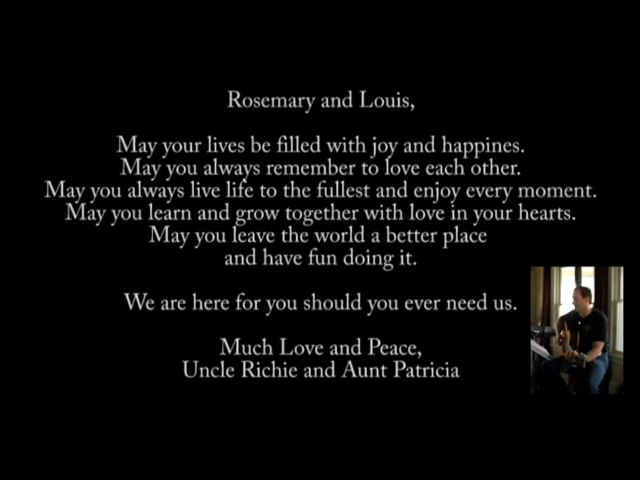 Rosemary and Louis,
May your lives be filled with joy and happines.
May you always remember to love each other.
May you always live life to the fullest and enjoy every moment.
May you learn and grow together with love in your hearts.
May you leave the world a better place
and have fun doing it.
We are here for you should you ever need us.
Much Love and Peace,
Uncle Richie and Aunt Patricia